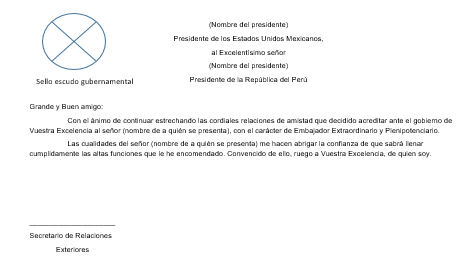 (Nombre del presidente)
Presidente de los Estados Unidos Mexicanos,
al Excelentísimo señor
(Nombre del presidente)
Presidente de la República del Perú
Sello escudo gubernamental
Grande y Buen amigo:
Con el ánimo de continuar estrechando las cordiales relaciones de amistad que decidido acreditar ante el gobierno de
Vuestra Excelencia al señor (nombre de a quién se presenta), con el carácter de Embajador Extraordinario y Plenipotenciario.
Las cualidades del señor (nombre de a quién se presenta) me hacen abrigar la confianza de que sabrá llenar
cumplidamente las altas funciones que le he encomendado. Convencido de ello, ruego a Vuestra Excelencia, de quien soy.
Secretario de Relaciones
Exteriores